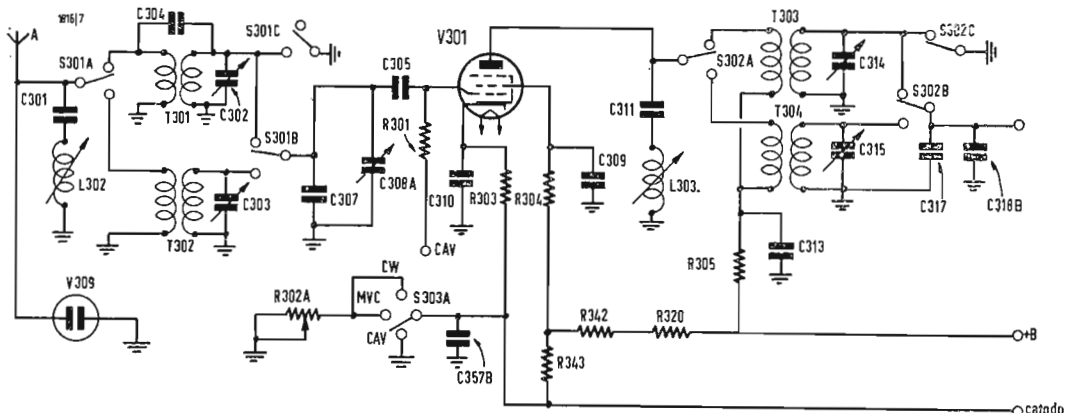 1616|7
C304
A
S301C
T303
S302C
V301
S301A
C305
S302A
C314
C301
C302
T301
C311
S302B
R301
T304
S301B
L302
C315
C309
C308A
C303
C310
R303
R304
L303.
C307
C317
C318B
T302
CAV
C313
R305
V309
CW
R302A
MVC
S303A
R342
R320
CAV
+B
C357B
R343
catodo